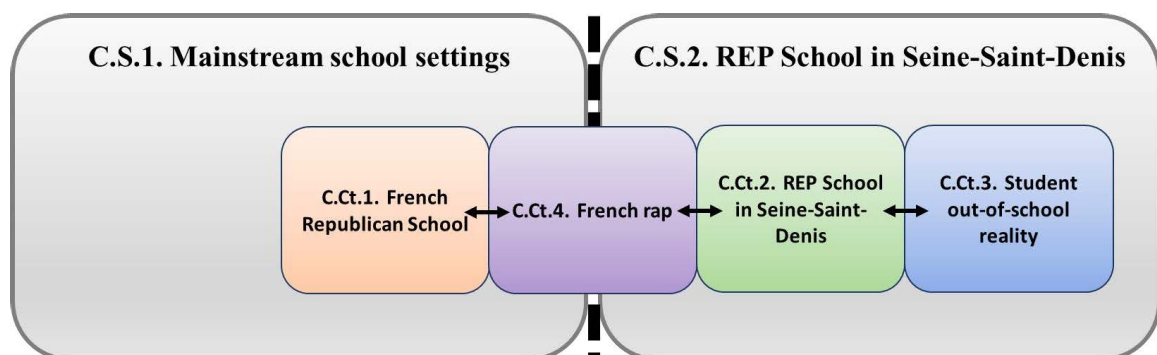 C.S.1. Mainstream school settings
C.S.2. REP School in Seine-Saint-Denis
C.Ct.1. French
Republican School
C.Ct.4. French rap
C.Ct.2. REP School
in Seine-Saint-
Denis
C.Ct.3. Student
out-of-school
reality